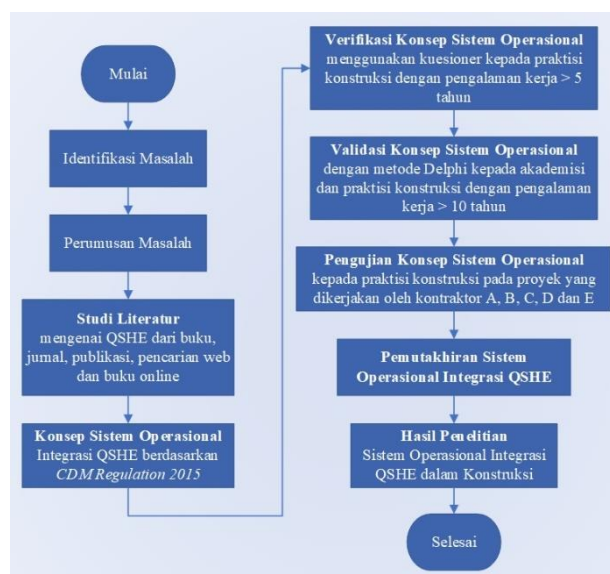 Mulai
Identifikasi Masalah
Perumusan Masalah
Studi Literatur
mengenai QSHE dari buku,
jurnal, publikasi, pencarian web
dan buku online
Konsep Sistem Operasional
Integrasi QSHE berdasarkan
CDM Regulation 2015
Verifikasi Konsep Sistem Operasional
menggunakan kuesioner kepada praktisi
konstruksi dengan pengalaman kerja > 5
tahun
Validasi Konsep Sistem Operasional
dengan metode Delphi kepada akademisi
dan praktisi konstruksi dengan pengalaman
kerja > 10 tahun
Pengujian Konsep Sistem Operasional
kepada praktisi konstruksi pada proyek yang
dikerjakan oleh kontraktor A, B, C, D dan E
Pemutakhiran Sistem
Operasional Integrasi QSHE
Hasil Penelitian
Sistem Operasional Integrasi
QSHE dalam Konstruksi
Selesai